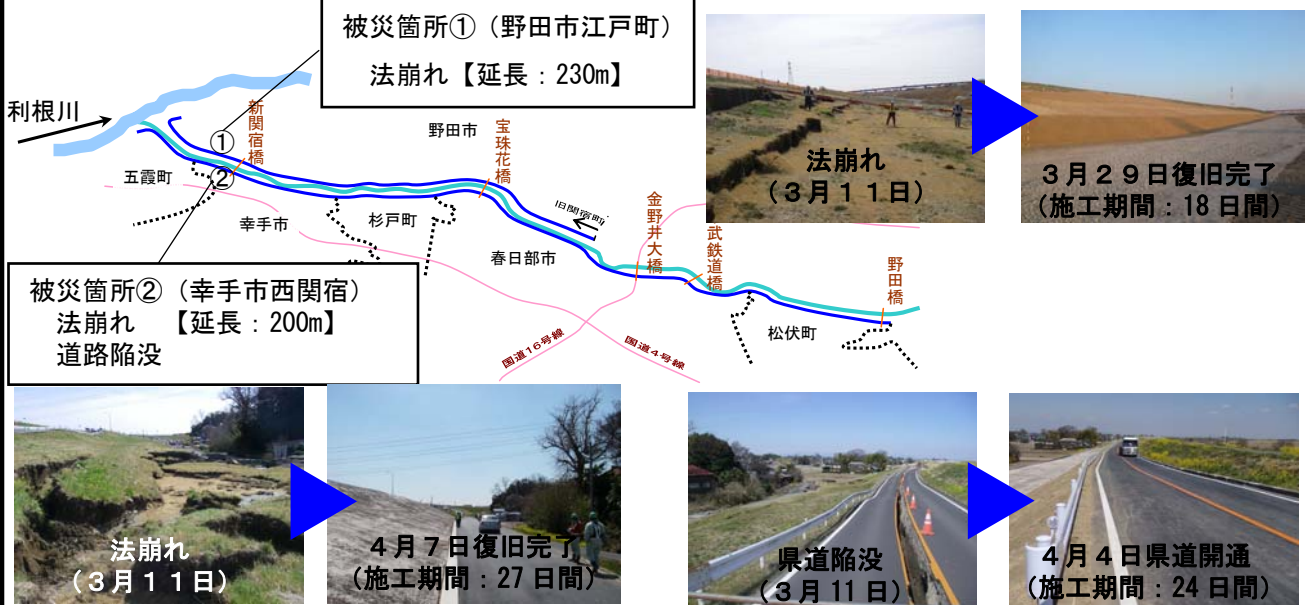 被災箇所①（野田市江戸町）
法崩れ【延長：230m】
利根川
新関宿橋
①
②
野田市
宝珠花橋
五霞町
幸手市
杉戸町
旧関宿町
春日部市
金野井大橋
武鉄道橋
野田橋
松伏町
国道16号線
国道4号線
法崩れ
（３月１１日）
３月２９日復旧完了
（施工期間：18日間）
被災箇所②（幸手市西関宿）
法崩れ 【延長：200m】
道路陥没
法崩れ
（３月１１日）
４月７日復旧完了
（施工期間：27日間）
県道陥没
（３月11日）
４月４日県道開通
（施工期間：24日間）